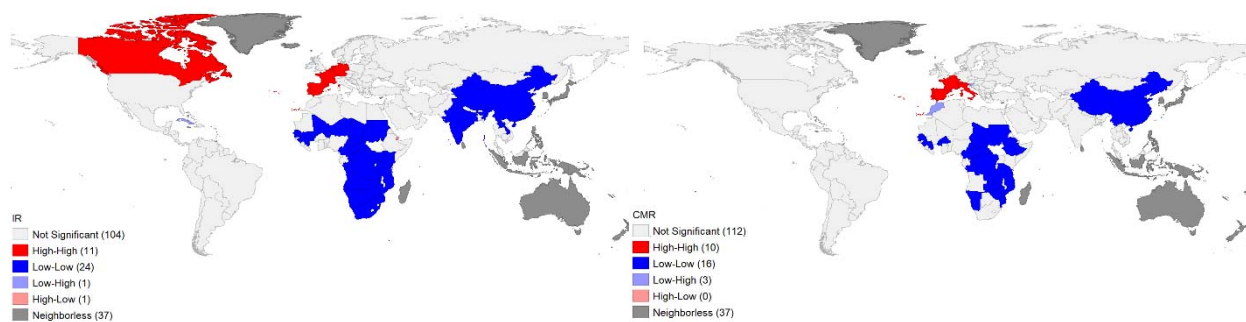 IR
Not Significant (104)
High-High (11)
Low-Low (24)
Low-High (1)
High-Low (1)
Neighborless (37)
CMR
Not Significant (112)
High-High (10)
Low-Low (16)
Low-High (3)
High-Low (0)
Neighborless (37)